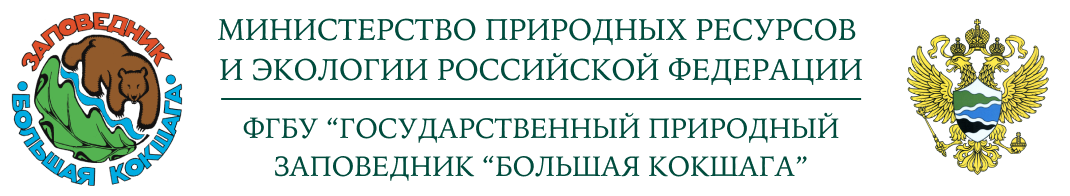 ЗАПОВЕДНИК
БОЛЬШАЯ КОКШАГА
МИНИСТЕРСТВО ПРИРОДНЫХ РЕСУРСОВ
И ЭКОЛОГИИ РОССИЙСКОЙ ФЕДЕРАЦИИ
ФГБУ “ГОСУДАРСТВЕННЫЙ ПРИРОДНЫЙ
ЗАПОВЕДНИК “БОЛЬШАЯ КОКШАГА”